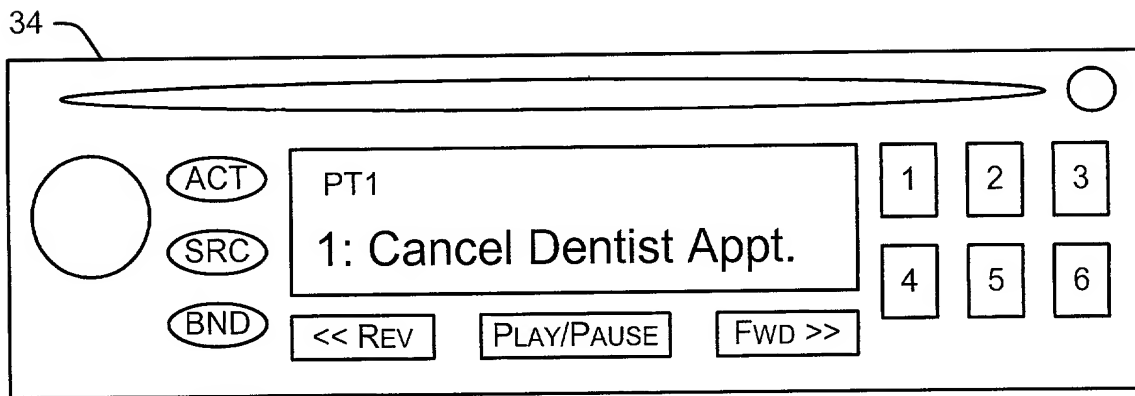 34
ACT
SRC
BND
PT1
1: Cancel Dentist Appt.
<< REV
PLAY/PAUSE
FWD >>
1 2 3
4 5 6